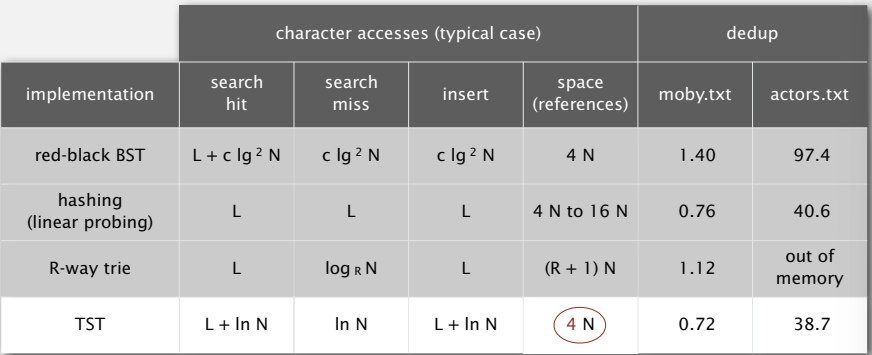 character accesses (typical case) dedup
implementation search hit search miss insert space (references) moby.txt actors.txt
red-black BST L + c lg ² N c lg ² N c lg ² N 4 N 1.40 97.4
hashing (linear probing) L L L 4 N to 16 N 0.76 40.6
R-way trie L log R N L (R + 1) N 1.12 out of memory
TST L + ln N ln N L + ln N 4 N 0.72 38.7